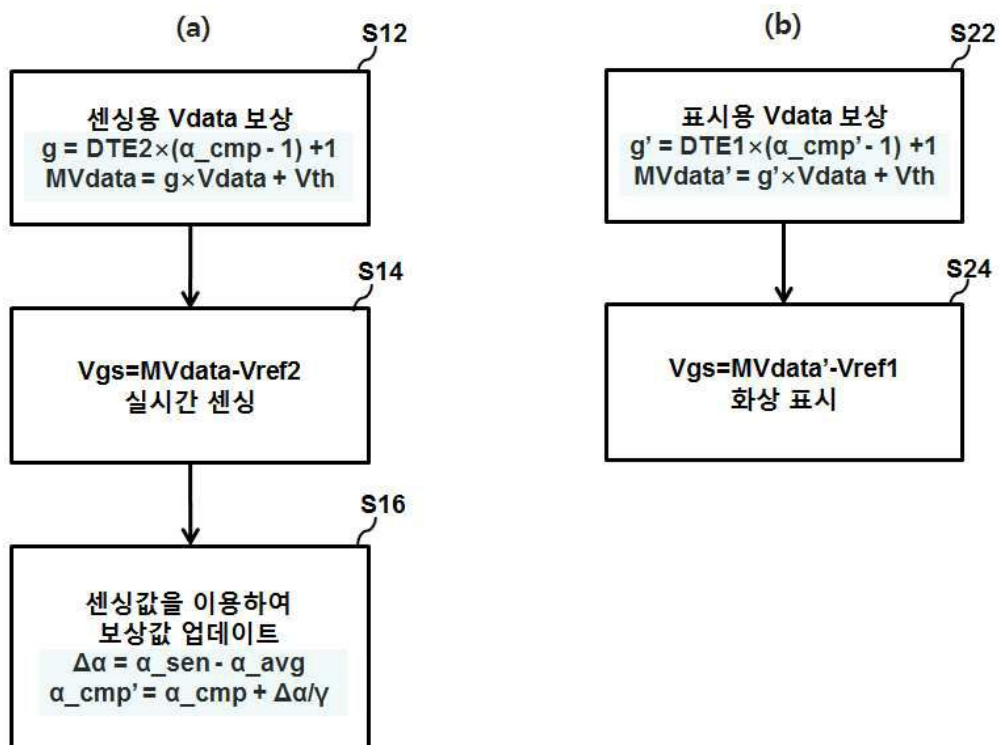 (a)
S12
센싱용 Vdata 보상
g = DTE2×(α_cmp - 1) +1
MVdata = g×Vdata + Vth
S14
Vgs=MVdata-Vref2
실시간 센싱
S16
센싱값을 이용하여
보상값 업데이트
Δα = α_sen - α_avg
α_cmp’ = α_cmp + Δα/γ
(b)
S22
표시용 Vdata 보상
g’ = DTE1×(α_cmp’ - 1) +1
MVdata’ = g’×Vdata + Vth
S24
Vgs=MVdata’-Vref1
화상 표시